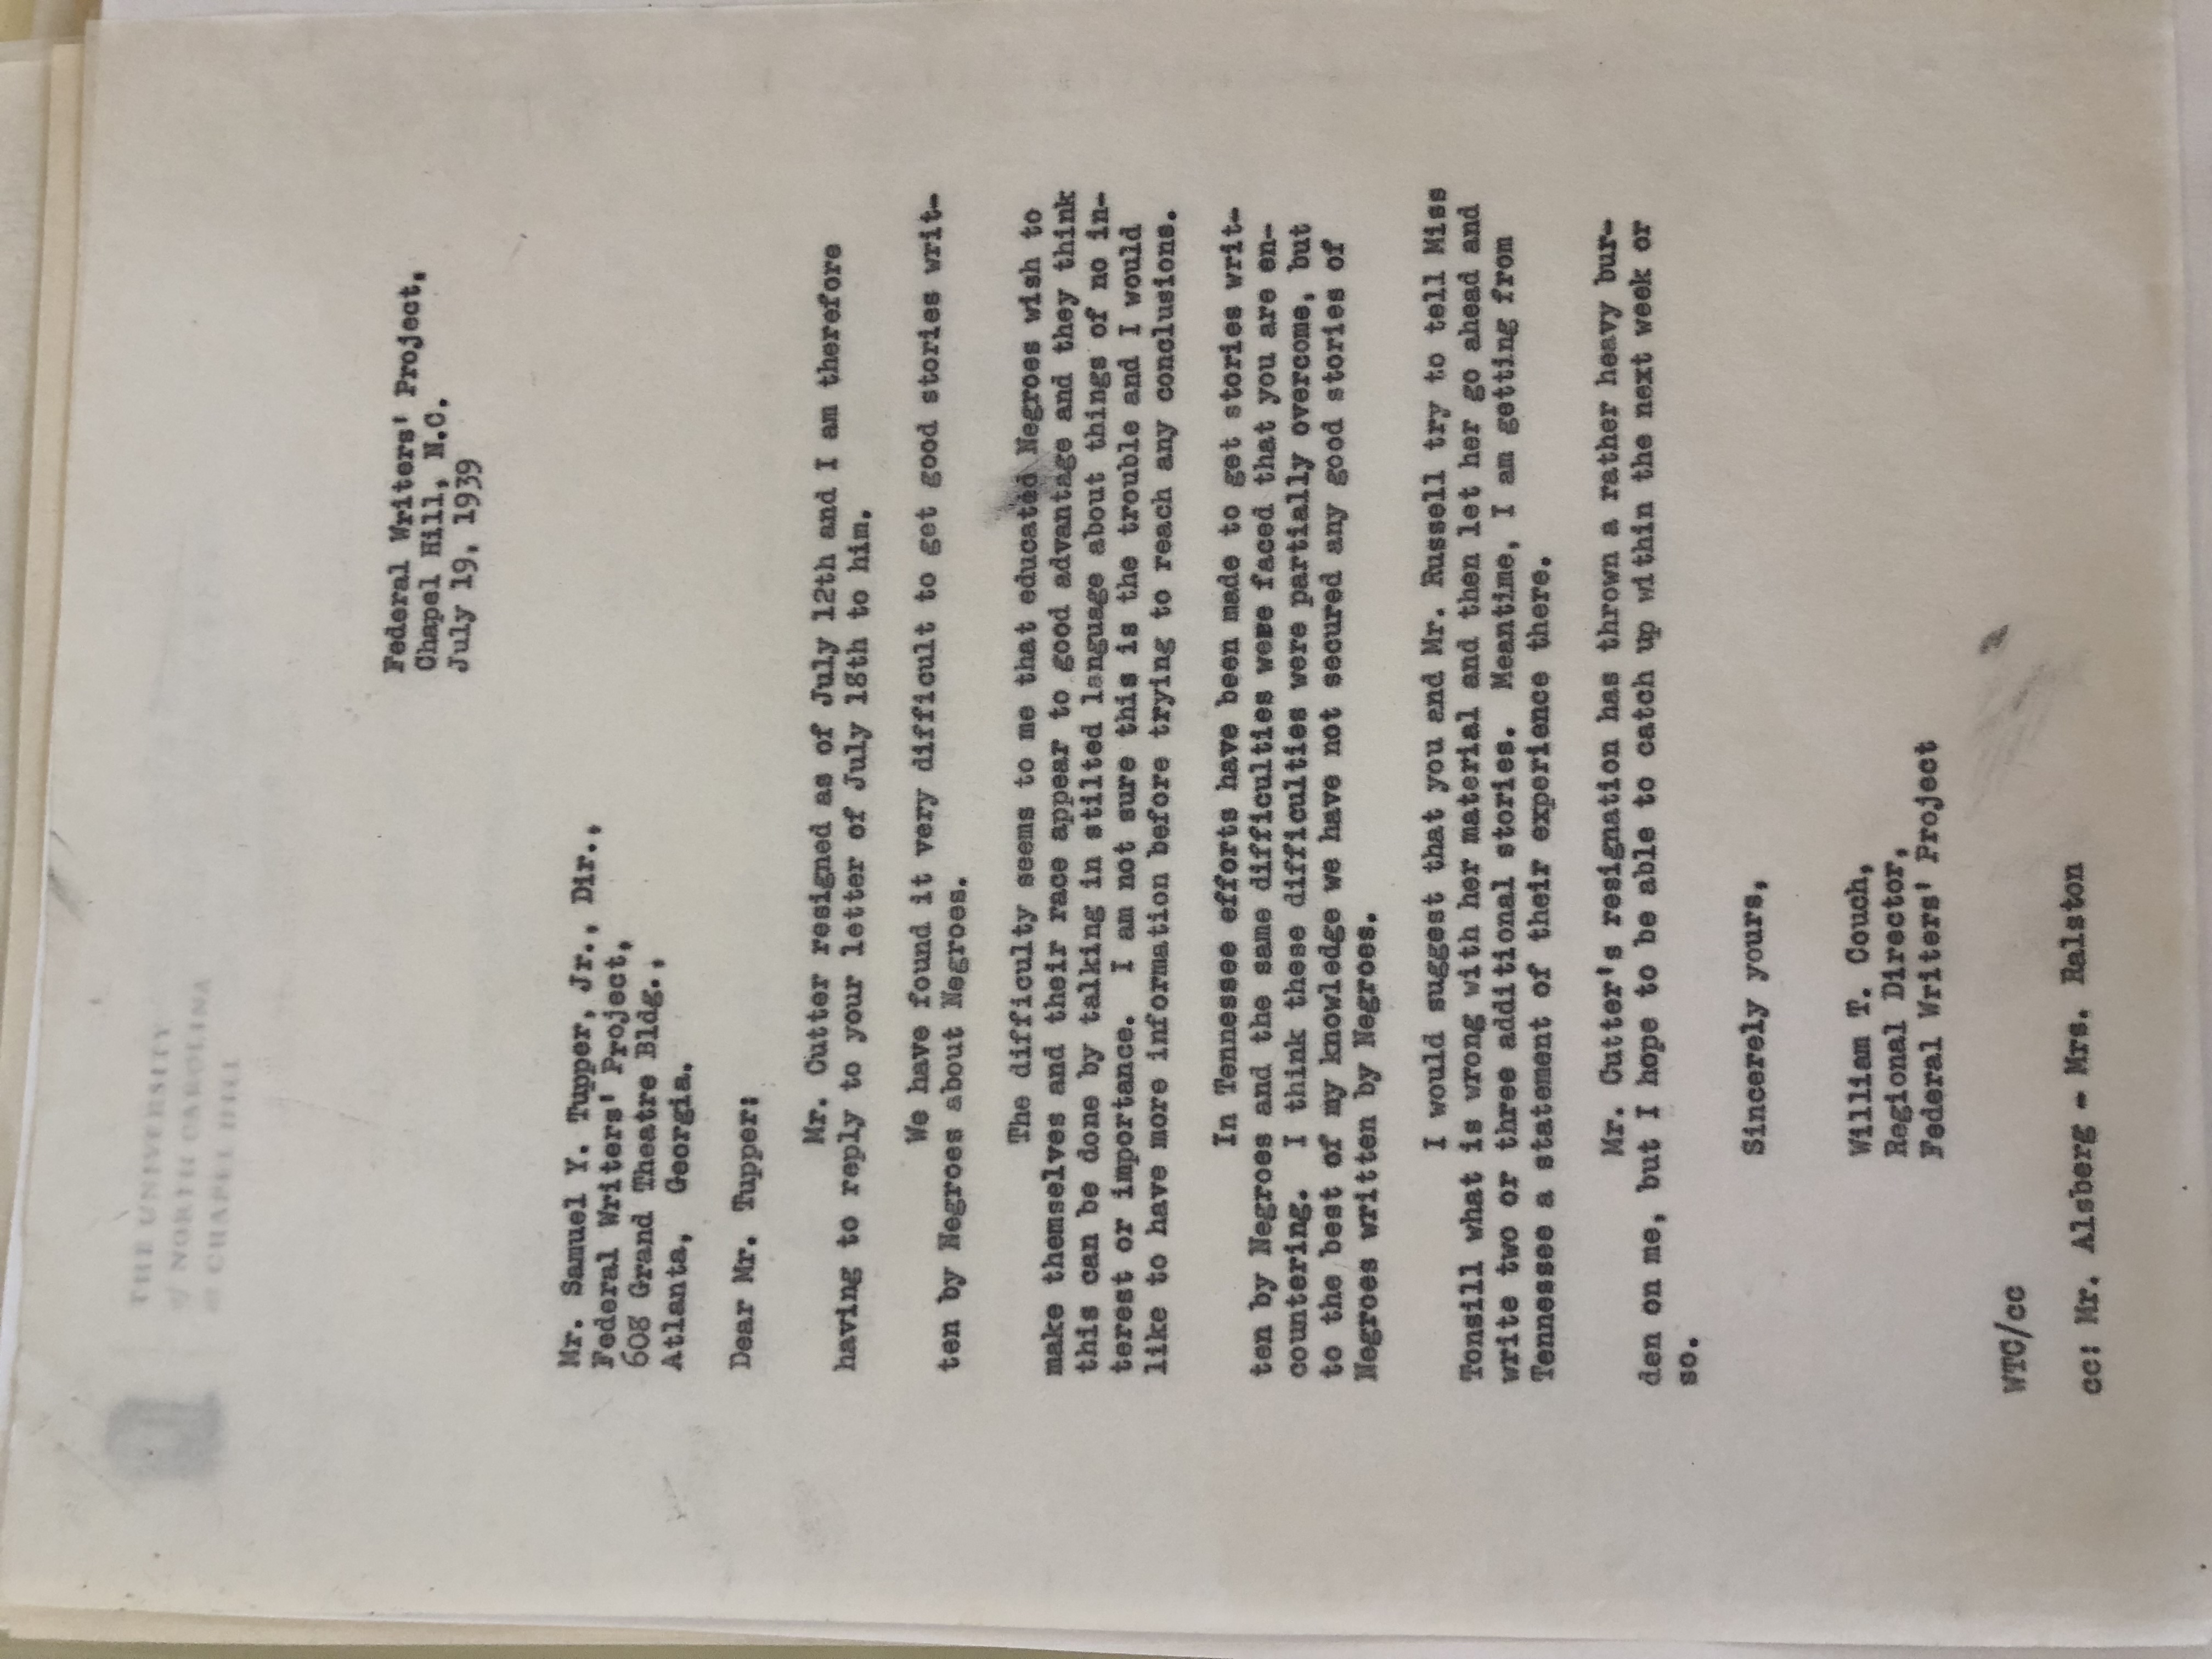 THE UNIVERSITY
of NORTH CAROLINA
at CHAPEL HILL
Federal Writers' Project,
Chapel Hill, N.C.
July 19, 1939
Mr. Samuel Y. Tupper, Jr., Dir.,
Federal Writers' Project,
608 Grand Theatre Bldg.,
Atlanta, Georgia.
Dear Mr. Tupper:
Mr. Cutter resigned as of July 12th and I am therefore
having to reply to your letter of July 18th to him.
We have found it very difficult to get good stories writ-
ten by Negroes about Negroes.
The difficulty seems to me that educated Negroes wish to
make themselves and their race appear to good advantage and they think
this can be done by talking in stilted language about things of no in-
terest or importance. I am not sure this is the trouble and I would
like to have more information before trying to reach any conclusions.
In Tennessee efforts have been made to get stories writ-
ten by Negroes and the same difficulties were faced that you are en-
countering. I think these difficulties were partially overcome, but
to the best of my knowledge we have not secured any good stories of
Negroes written by Negroes.
I would suggest that you and Mr. Russell try to tell Miss
Tonsill what is wrong with her material and then let her go ahead and
write two or three additional stories. Meantime, I am getting from
Tennessee a statement of their experience there.
Mr. Cutter's resignation has thrown a rather heavy bur-
den on me, but I hope to be able to catch up within the next week or
so.
Sincerely yours,
William T. Couch,
Regional Director,
Federal Writers' Project
WTC/cc
cc: Mr. Alsberg - Mrs. Ralston